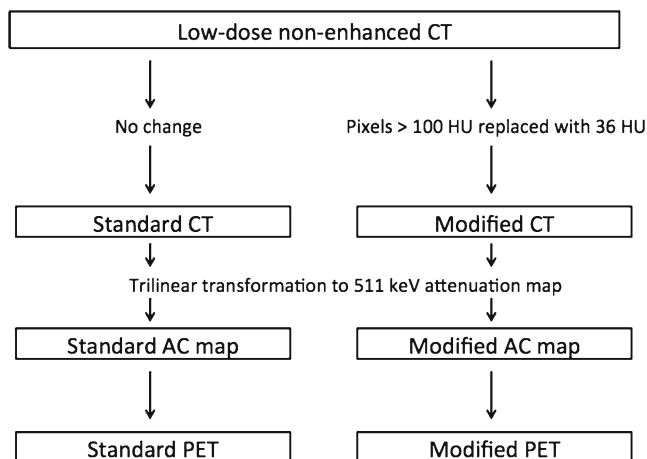 Low-dose non-enhanced CT
No change
Pixels > 100 HU replaced with 36 HU
Standard CT
Modified CT
Trilinear transformation to 511 keV attenuation map
Standard AC map
Modified AC map
Standard PET
Modified PET